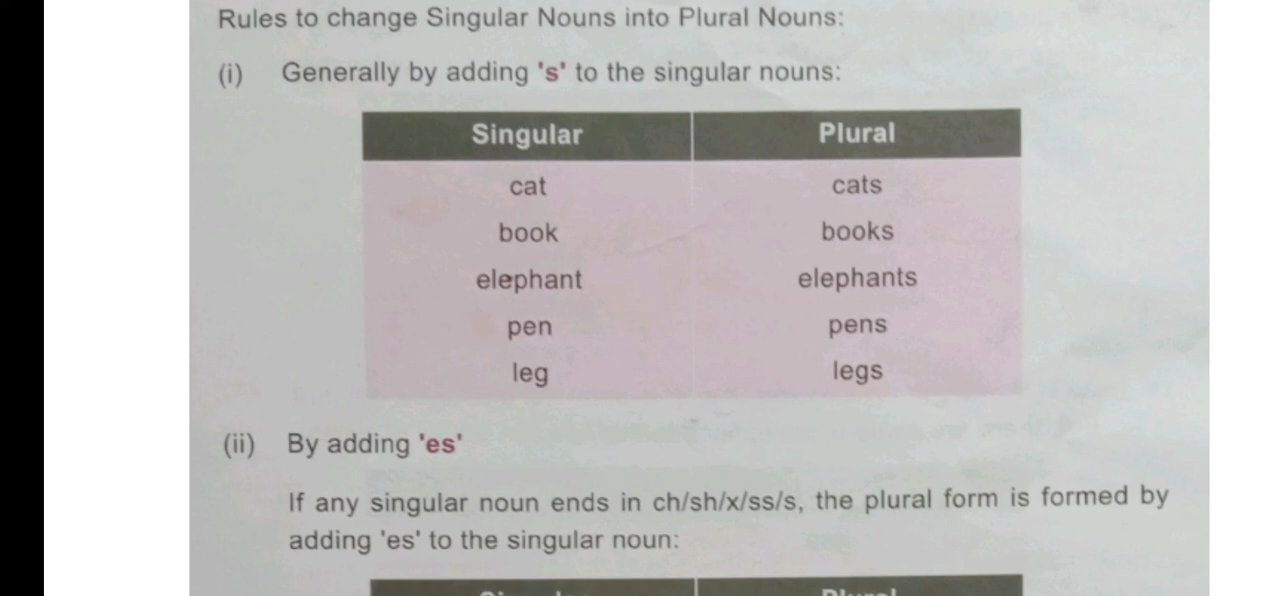 Rules to change Singular Nouns into Plural Nouns:
(i) Generally by adding 's' to the singular nouns:
Singular Plural
cat cats
book books
elephant elephants
pen pens
leg legs
(ii) By adding 'es'
If any singular noun ends in ch/sh/x/ss/s, the plural form is formed by
adding 'es' to the singular noun:
Singular Plural